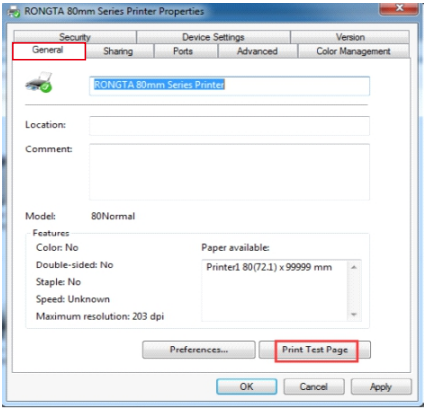 RONGTA 80mm Series Printer Properties
Security Device Settings Version
General Sharing Ports Advanced Color Management
RONGTA 80mm Series Printer
Location:
Comment:
Model: 80Normal
Features
Color: No Paper available:
Double-sided: No Printer1 80(72.1) x 99999 mm
Staple: No
Speed: Unknown
Maximum resolution: 203 dpi
Preferences... Print Test Page
OK Cancel Apply